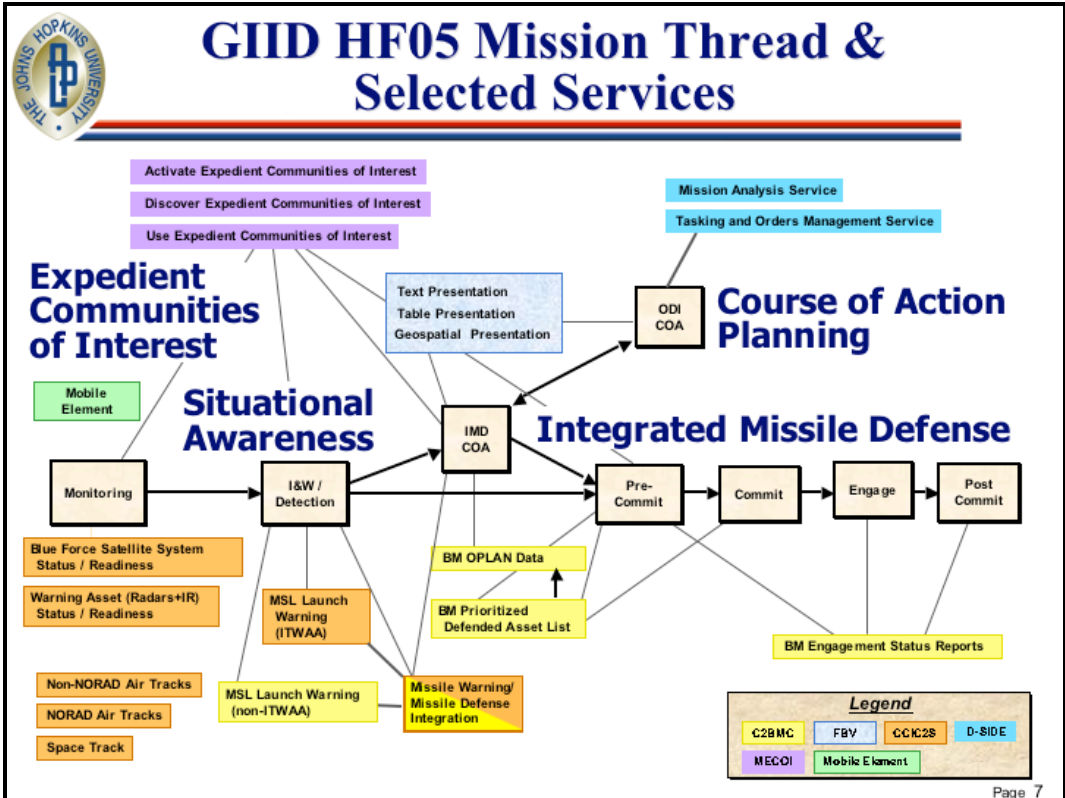 THE JOHNS HOPKINS UNIVERSITY
APL
GIID HF05 Mission Thread &
Selected Services
Activate Expedient Communities of Interest
Discover Expedient Communities of Interest
Use Expedient Communities of Interest
Mission Analysis Service
Tasking and Orders Management Service
Expedient
Communities
of Interest
Text Presentation
Table Presentation
Geospatial Presentation
ODI
COA
Course of Action
Planning
Mobile
Element
Situational
Awareness
IMD
COA
Integrated Missile Defense
Monitoring
I&W /
Detection
Pre-
Commit
Commit
Engage
Post
Commit
Blue Force Satellite System
Status / Readiness
Warning Asset (Radars+IR)
Status / Readiness
MSL Launch
Warning
(ITWAA)
BM OPLAN Data
BM Prioritized
Defended Asset List
BM Engagement Status Reports
Non-NORAD Air Tracks
NORAD Air Tracks
Space Track
MSL Launch Warning
(non-ITWAA)
Missile Warning/
Missile Defense
Integration
Legend
C2BMC
FBV
CCIC2S
D-SIDE
MECOI
Mobile Element
Page 7